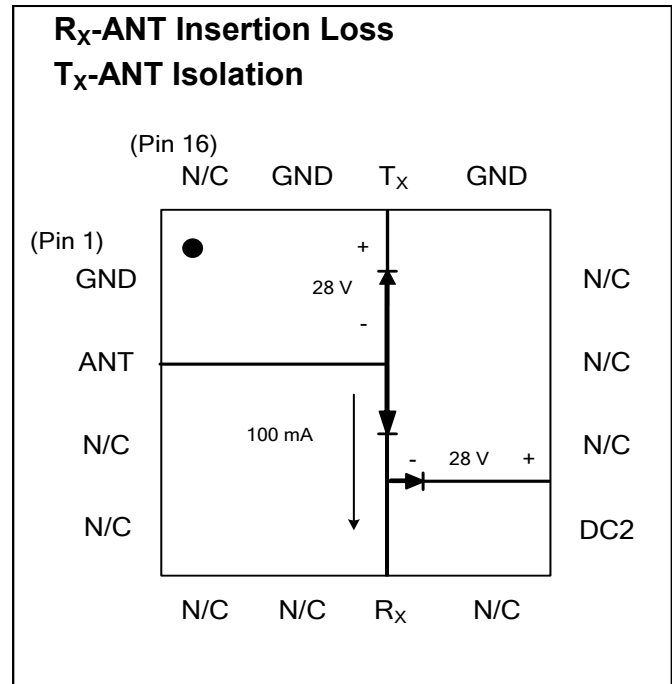 Rₓ-ANT Insertion Loss
Tₓ-ANT Isolation
(Pin 16)
N/C GND Tₓ GND
(Pin 1)
+
GND 28 V N/C
-
ANT N/C
N/C 100 mA N/C
- 28 V +
N/C DC2
N/C N/C Rₓ N/C